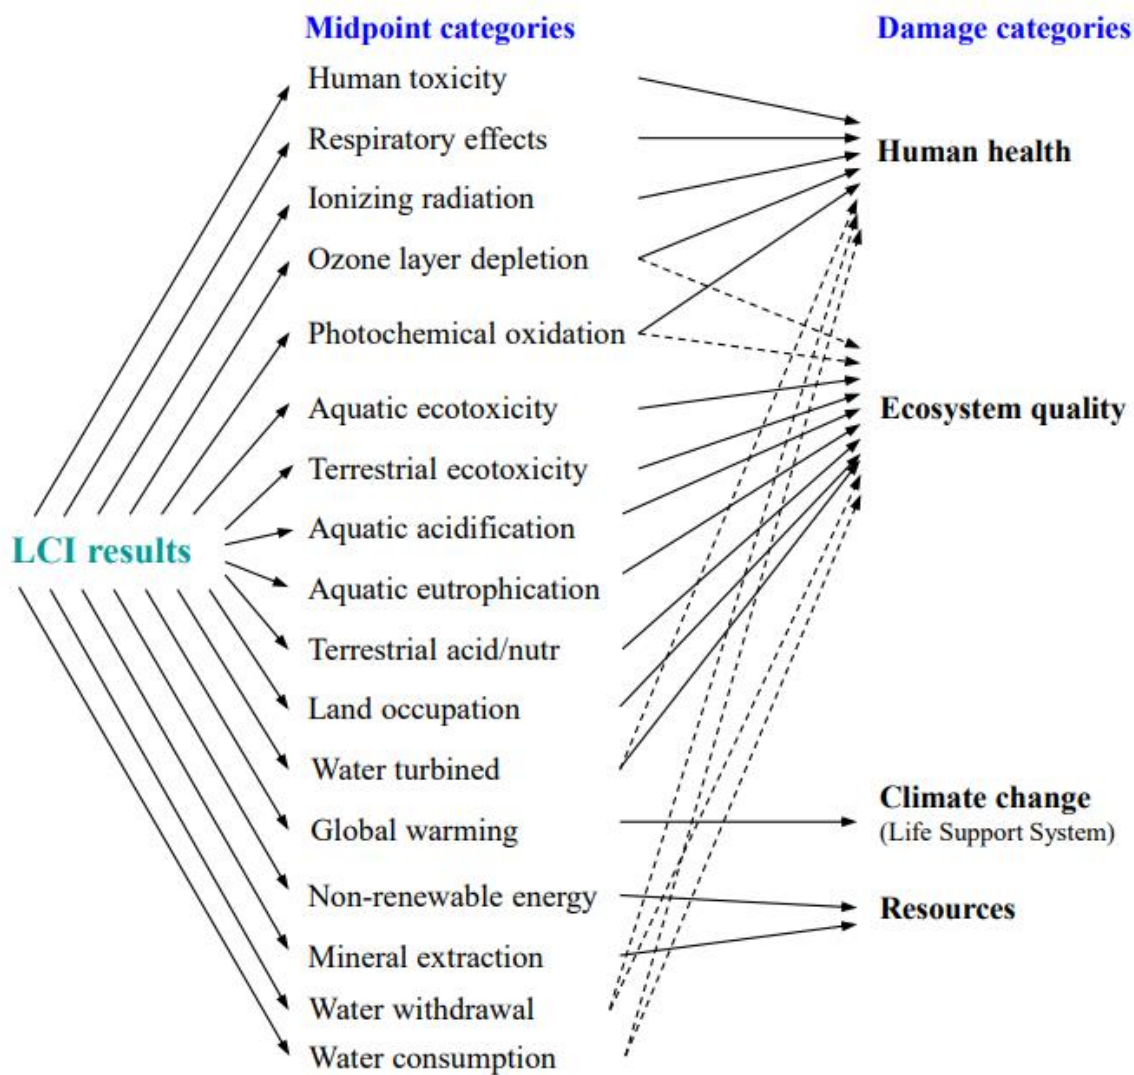 Midpoint categories
Damage categories
Human toxicity
Respiratory effects
Human health
Ionizing radiation
Ozone layer depletion
Photochemical oxidation
Aquatic ecotoxicity
Ecosystem quality
Terrestrial ecotoxicity
Aquatic acidification
LCI results
Aquatic eutrophication
Terrestrial acid/nutr
Land occupation
Water turbined
Climate change
Global warming
(Life Support System)
Non-renewable energy
Resources
Mineral extraction
Water withdrawal
Water consumption